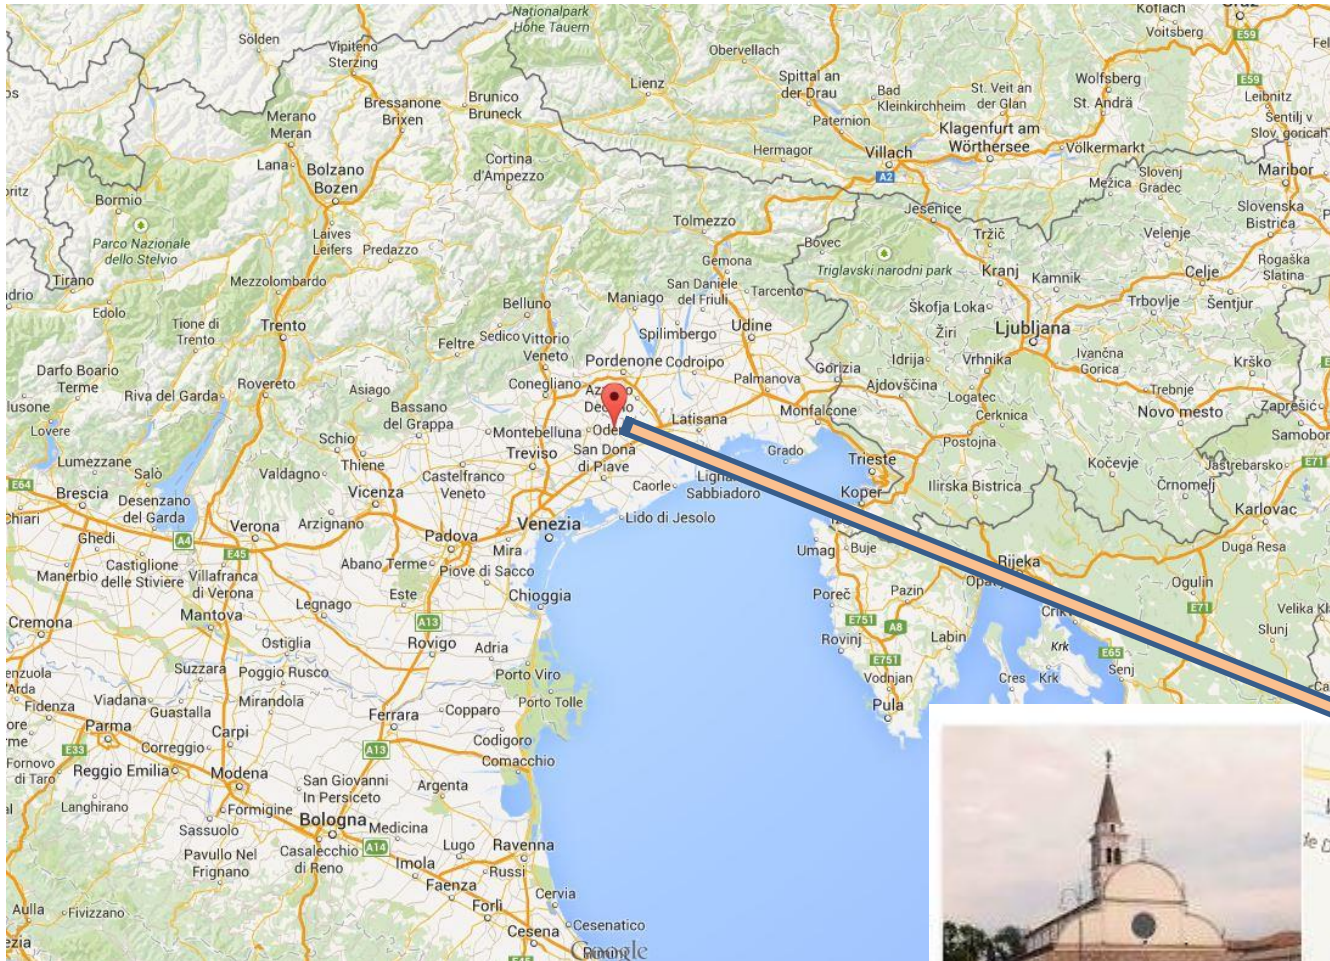 Nationalpark
Hohe Tauern
Koflach
Voitsberg
E59
Sölden
Vipiteno
Sterzing
Obervellach
Lienz
Spittal an
der Drau
Bad
Kleinkirchheim
St. Veit an
der Glan
Wolfsberg
St. Andrä
E59
Leibnitz
Bressanone
Brixen
Brunico
Bruneck
Merano
Meran
Paternion
Klagenfurt am
Wörthersee
Völkermarkt
Šentilj v
Slov. goricah
Lana
Bolzano
Bozen
Cortina
d'Ampezzo
Hermagor
Villach
A2
Mežica
Slovenj
Gradec
Maribor
Bormio
Parco Nazionale
dello Stelvio
Laives
Leifers
Predazzo
Tolmezzo
Jesenice
Tržič
Velenje
Slovenska
Bistrica
Bovec
Triglavski narodni park
Gemona
Tirano
Mezzolombardo
San Daniele
del Friuli
Tarcento
Kranj
Kamnik
Celje
Rogaška
Slatina
Edolo
Belluno
Maniago
Škofja Loka
Trbovlje
Šentjur
Tione di
Trento
Trento
Feltre
Sedico
Vittorio
Veneto
Spilimbergo
Udine
Žiri
Ljubljana
Darfo Boario
Terme
Riva del Garda
Rovereto
Asiago
Conegliano
Pordenone
Codroipo
Palmanova
Gorizia
Idrija
Vrhnika
Ivančna
Gorica
Krško
Ajdovščina
Logatec
Trebnje
Lovere
Bassano
del Grappa
Montebelluna
Latisana
Monfalcone
Cerknica
Novo mesto
Zaprešić
Samobor
Schio
Thiene
Treviso
San Donà
di Piave
Grado
Postojna
Lumezzane
Salò
Valdagno
Castelfranco
Veneto
Caorle
Sabbiadoro
Trieste
Kočevje
Jastrebarsko
E71
E64
Brescia
Desenzano
del Garda
Vicenza
Koper
Ilirska Bistrica
Črnomelj
Karlovac
Ghedi
A4
Verona
Arzignano
Padova
Venezia
Lido di Jesolo
E45
Mira
Umag
Buje
Rijeka
Duga Resa
Manerbio
Castiglione
delle Stiviere
Villafranca
di Verona
Abano Terme
Piove di Sacco
Poreč
Pazin
Ogulin
Mantova
Legnago
Este
Chioggia
E751
A8
E71
Cremona
A13
Ostiglia
Rovigo
Adria
Rovinj
Labin
Krk
E65
Slunj
Suzzara
Poggio Rusco
Porto Viro
E751
Vodnjan
Cres
Krk
Senj
Viadana
Guastalla
Mirandola
Copparo
Porto Tolle
Pula
Fidenza
Parma
Carpi
Ferrara
A13
Codigoro
E33
Correggio
Reggio Emilia
Modena
San Giovanni
In Persiceto
Argenta
Comacchio
Fornovo
di Taro
Langhirano
Formigine
Sassuolo
Bologna
Medicina
A14
Pavullo Nel
Frignano
Casalecchio
di Reno
Imola
Lugo
Ravenna
Russi
Faenza
Cervia
Aulla
Fivizzano
Forlì
Cesena
Cesenatico
Google